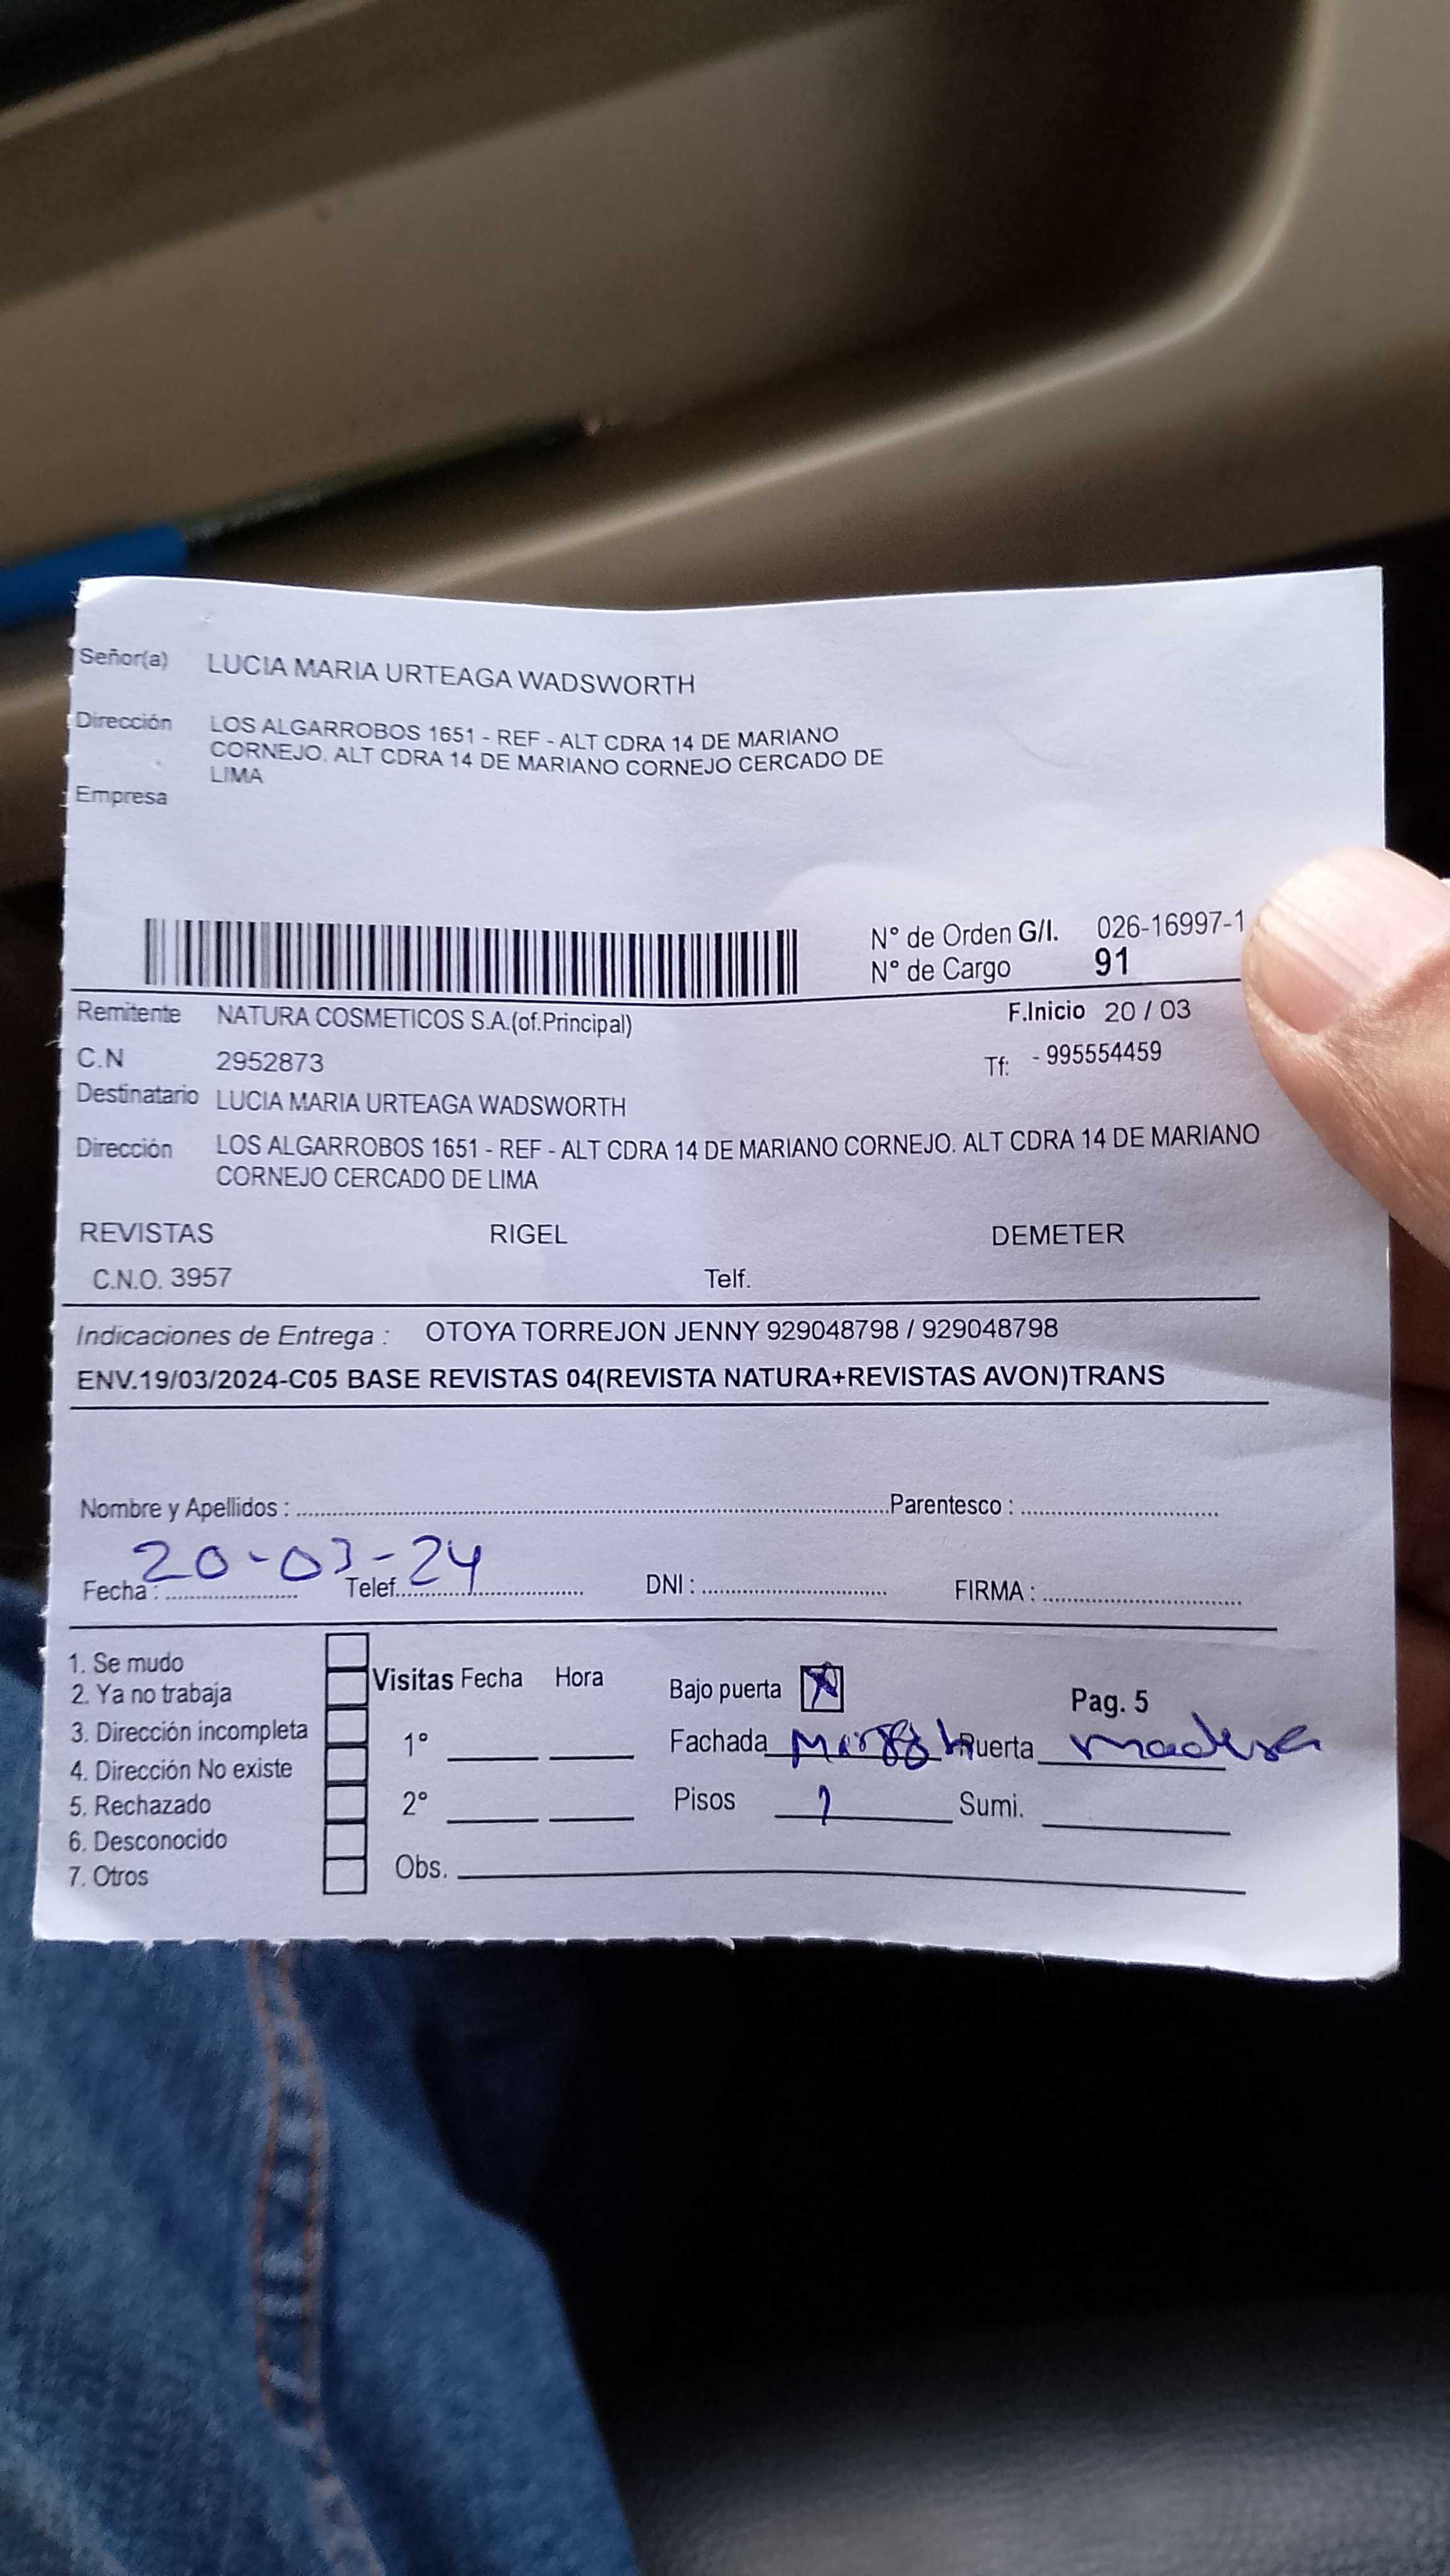 Señor(a) LUCIA MARIA URTEAGA WADSWORTH
Dirección LOS ALGARROBOS 1651 - REF - ALT CDRA 14 DE MARIANO
CORNEJO. ALT CDRA 14 DE MARIANO CORNEJO CERCADO DE
LIMA
Empresa
N° de Orden G/I. 026-16997-1
N° de Cargo 91
Remitente NATURA COSMETICOS S.A.(of.Principal) F.Inicio 20 / 03
C.N 2952873 Tf: - 995554459
Destinatario LUCIA MARIA URTEAGA WADSWORTH
Dirección LOS ALGARROBOS 1651 - REF - ALT CDRA 14 DE MARIANO CORNEJO. ALT CDRA 14 DE MARIANO
CORNEJO CERCADO DE LIMA
REVISTAS RIGEL DEMETER
C.N.O. 3957 Telf.
Indicaciones de Entrega : OTOYA TORREJON JENNY 929048798 / 929048798
ENV.19/03/2024-C05 BASE REVISTAS 04(REVISTA NATURA+REVISTAS AVON)TRANS
Nombre y Apellidos : Parentesco :
20-03-24
Fecha : Telef. DNI : FIRMA :
1. Se mudo
2. Ya no trabaja
3. Dirección incompleta
4. Dirección No existe
5. Rechazado
6. Desconocido
7. Otros
Visitas Fecha Hora
1°
2°
Obs.
Bajo puerta Pag. 5
Fachada Puerta madera
Pisos Sumi.